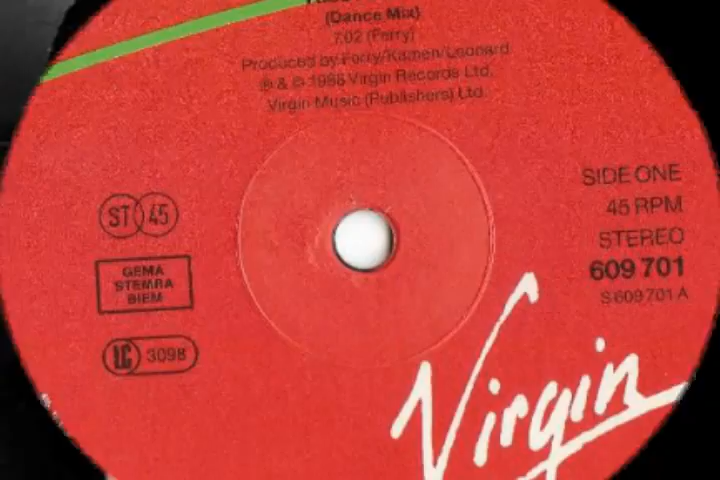 (Dance Mix)
7.02 (Ferry)
Produced by Ferry/Kamen/Leonard
℗ & © 1988 Virgin Records Ltd.
Virgin Music (Publishers) Ltd.
SIDE ONE
45 RPM
STEREO
609 701
S 609 701 A
ST 45
GEMA
STEMRA
BIEM
LC 3098
Virgin